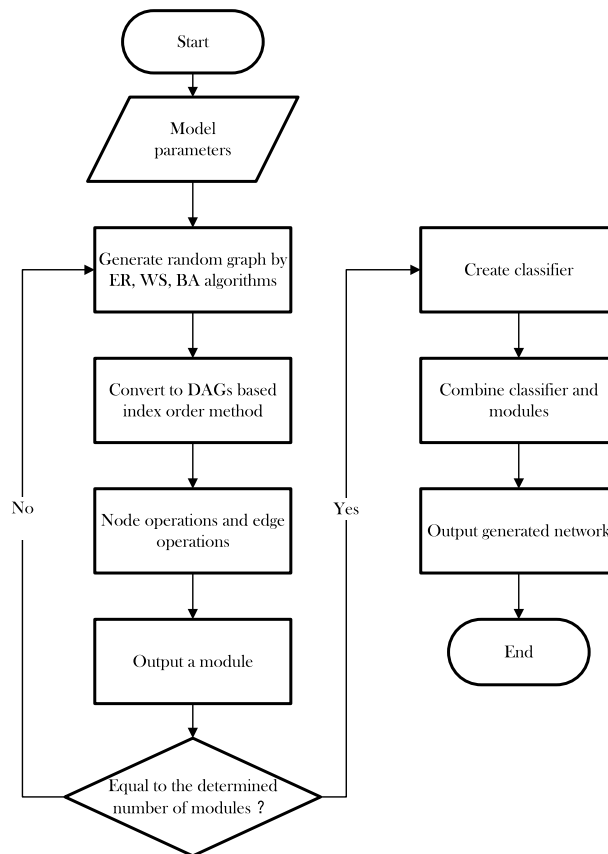 Start
Model
parameters
Generate random graph by
ER, WS, BA algorithms
Convert to DAGs based
index order method
Node operations and edge
operations
Output a module
Equal to the determined
number of modules ?
No
Yes
Create classifier
Combine classifier and
modules
Output generated network
End